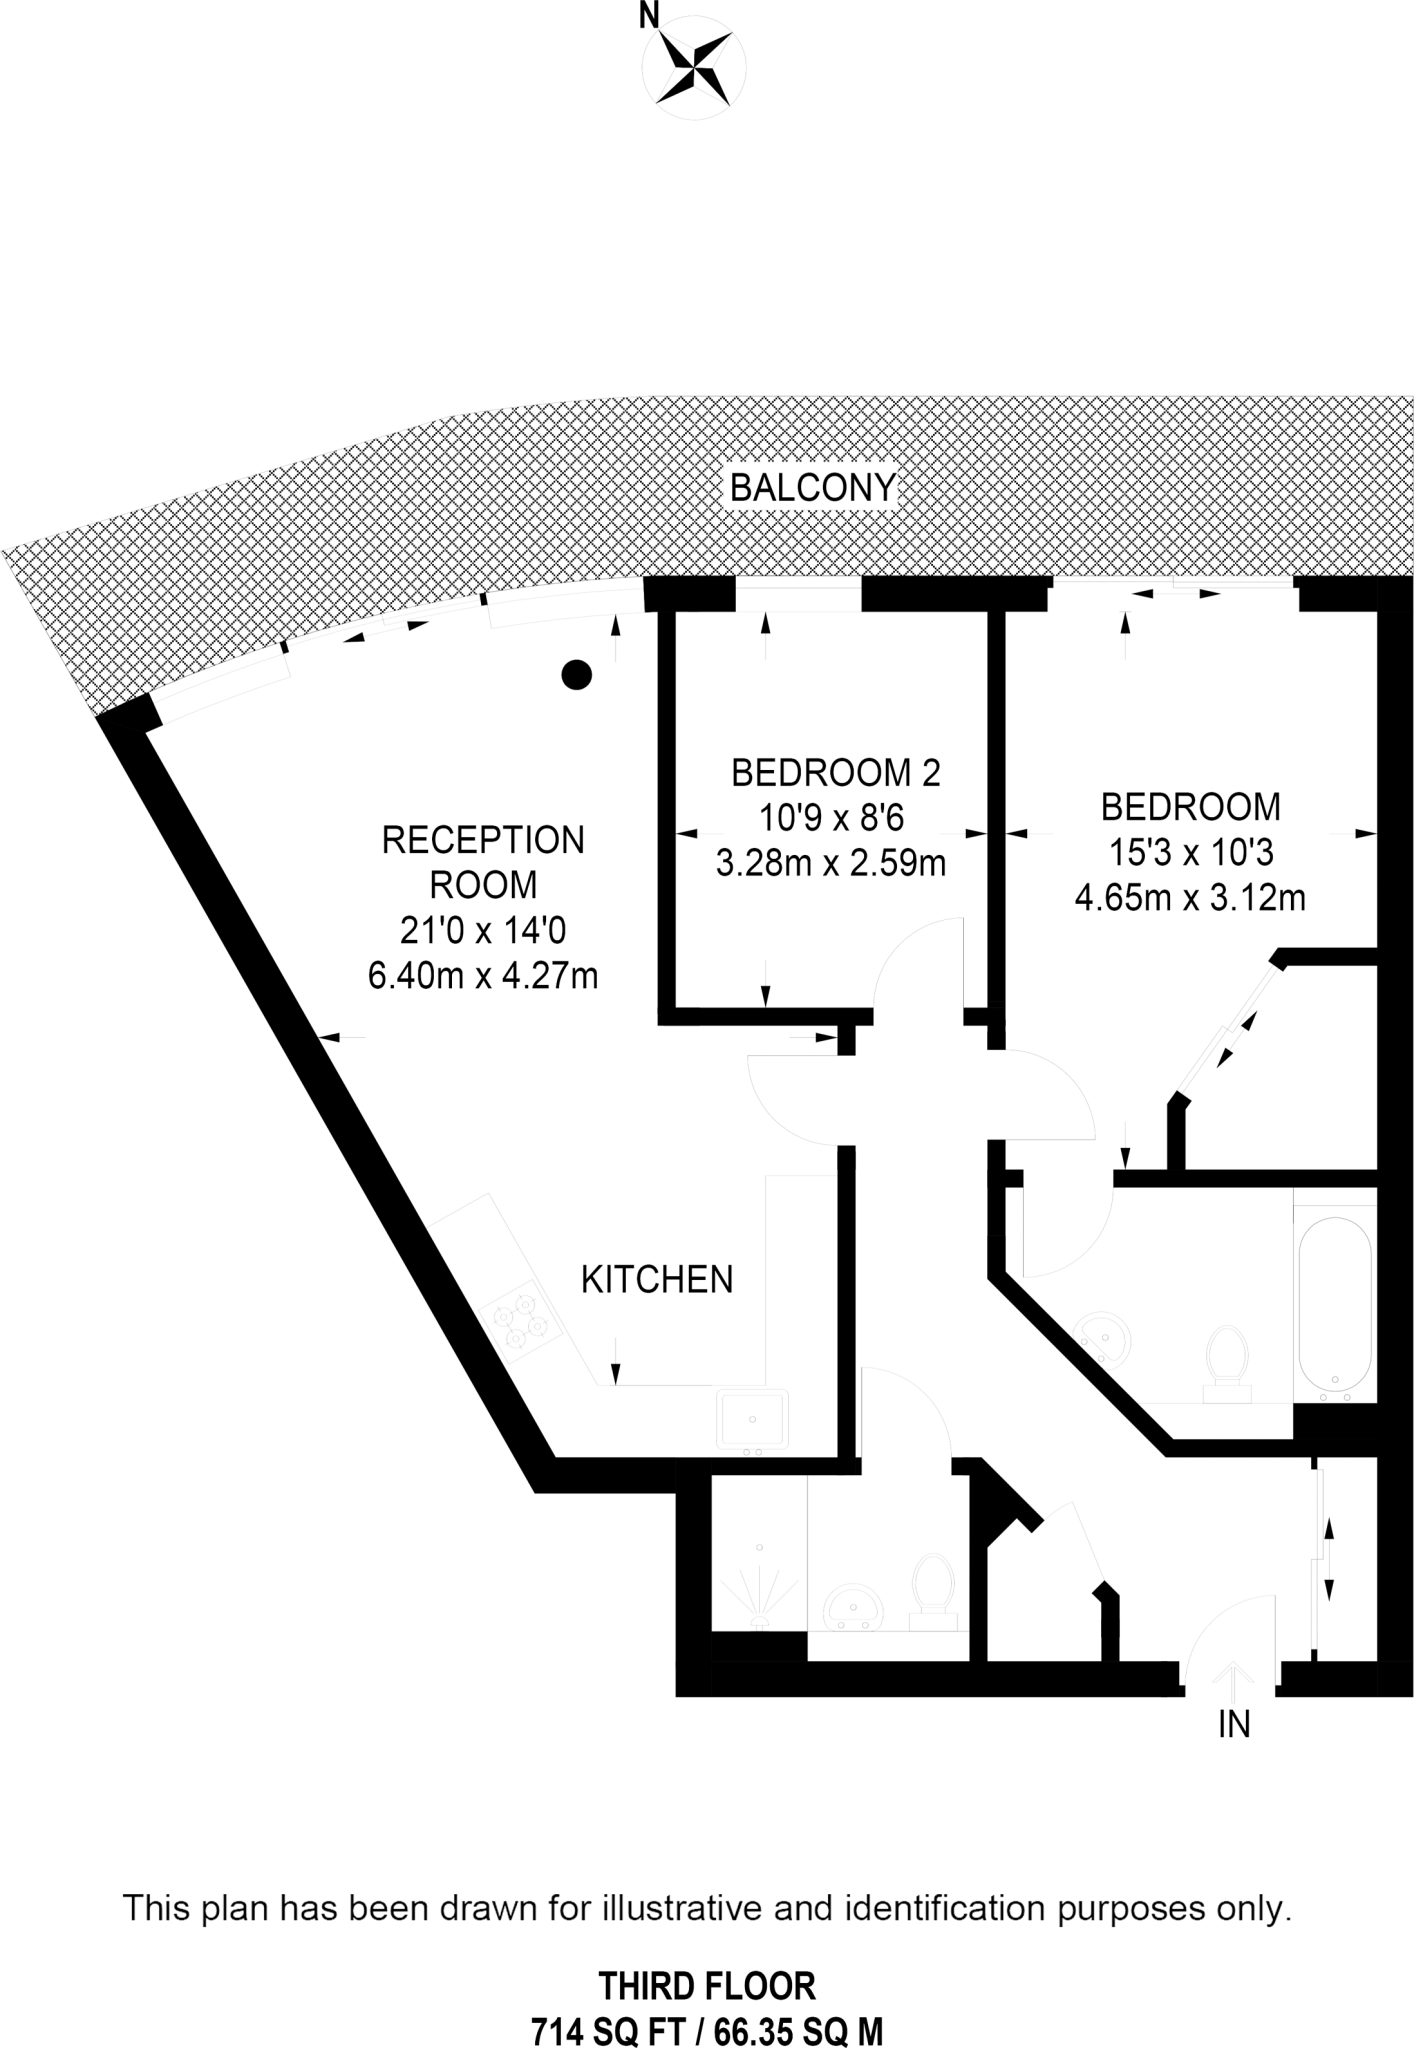 N
BALCONY
BEDROOM 2
10'9 x 8'6
3.28m x 2.59m
BEDROOM
15'3 x 10'3
4.65m x 3.12m
RECEPTION
ROOM
21'0 x 14'0
6.40m x 4.27m
KITCHEN
IN
This plan has been drawn for illustrative and identification purposes only.
THIRD FLOOR
714 SQ FT / 66.35 SQ M